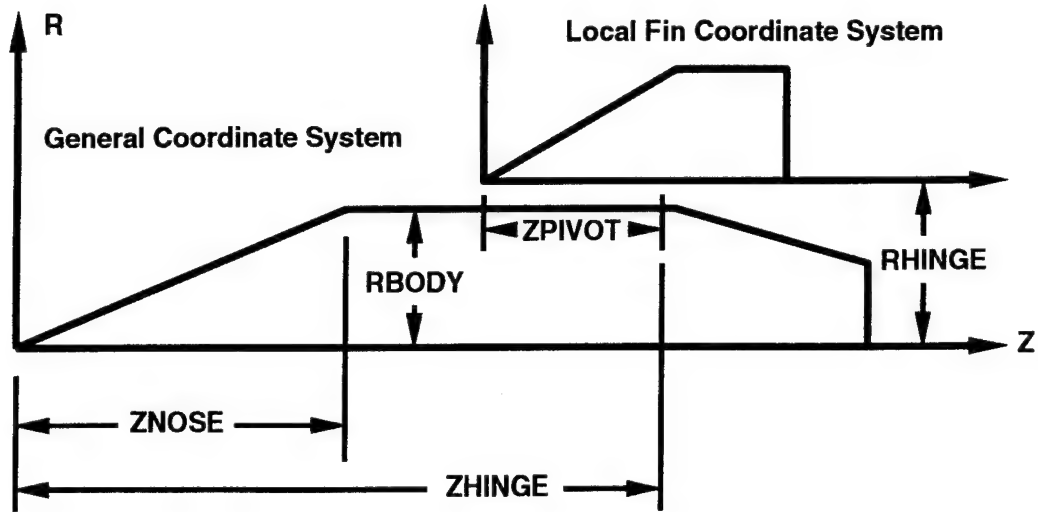 R
Local Fin Coordinate System
General Coordinate System
ZPIVOT
RBODY
RHINGE
Z
ZNOSE
ZHINGE